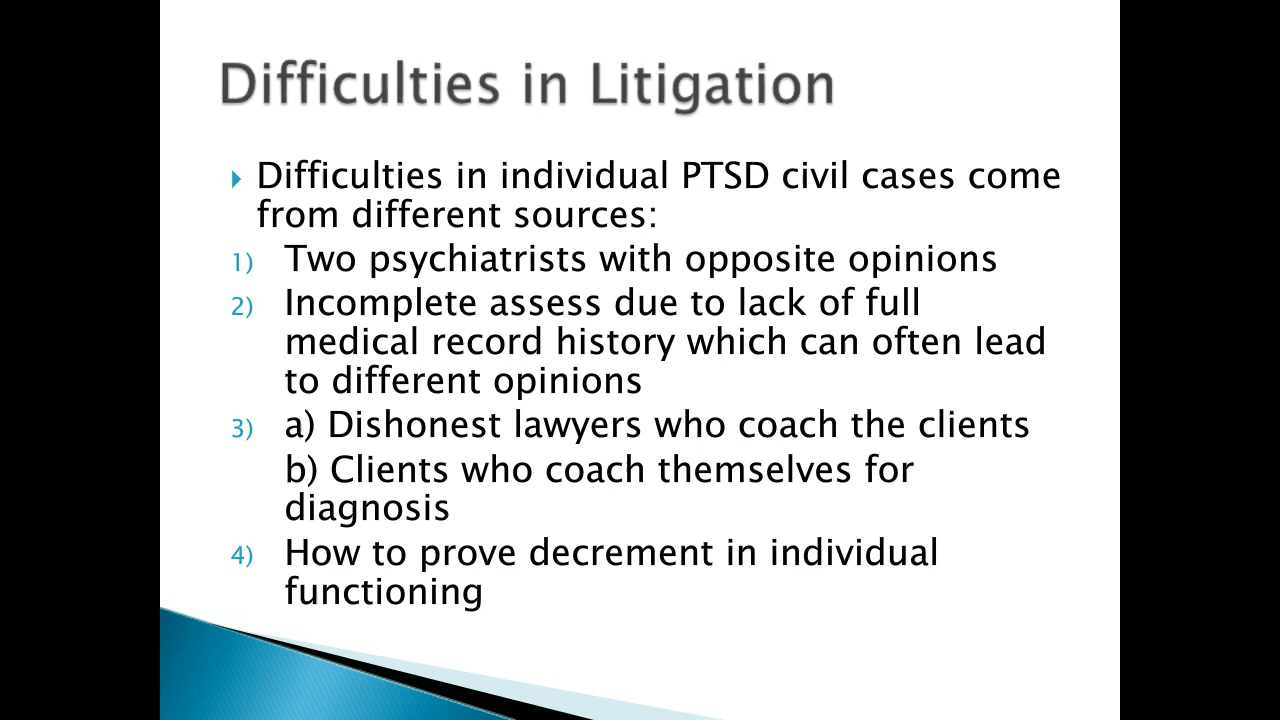 Difficulties in Litigation
Difficulties in individual PTSD civil cases come
from different sources:
1) Two psychiatrists with opposite opinions
2) Incomplete assess due to lack of full
medical record history which can often lead
to different opinions
3) a) Dishonest lawyers who coach the clients
b) Clients who coach themselves for
diagnosis
4) How to prove decrement in individual
functioning